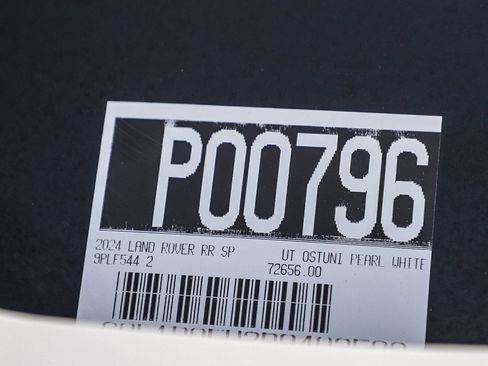 P00796
2024 LAND ROVER RR SP UT OSTUNI PEARL WHITE
9PLF544 2 72656.00